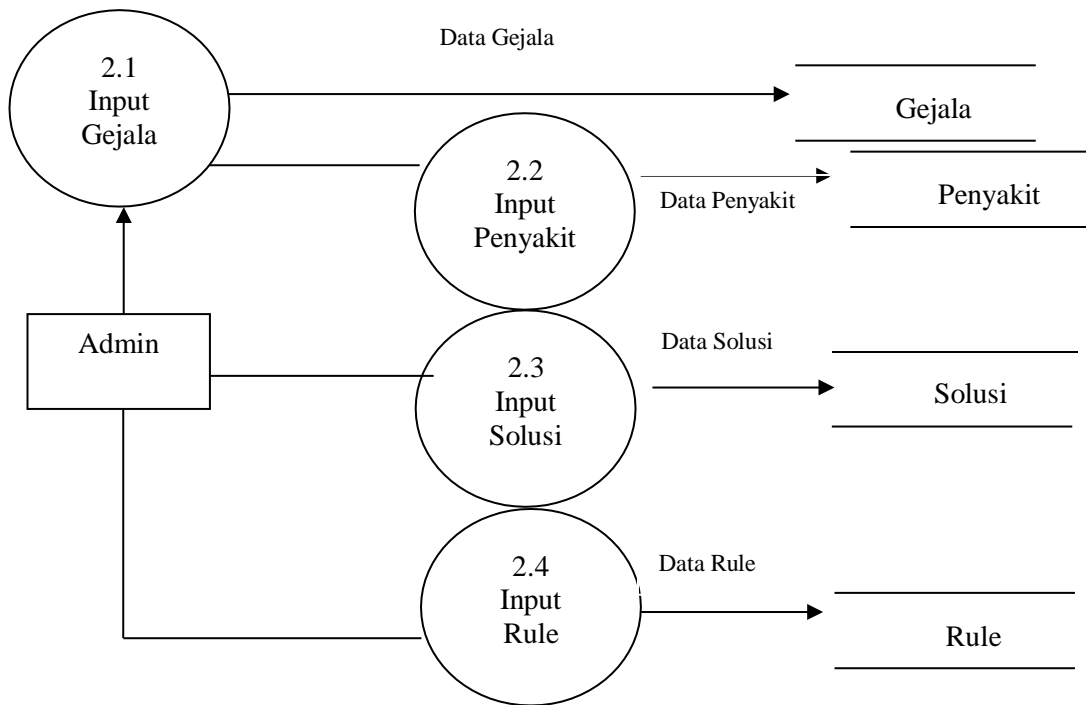 Data Gejala
2.1
Input
Gejala
Gejala
2.2
Input
Penyakit
Data Penyakit
Penyakit
Admin
2.3
Input
Solusi
Data Solusi
Solusi
2.4
Input
Rule
Data Rule
Rule